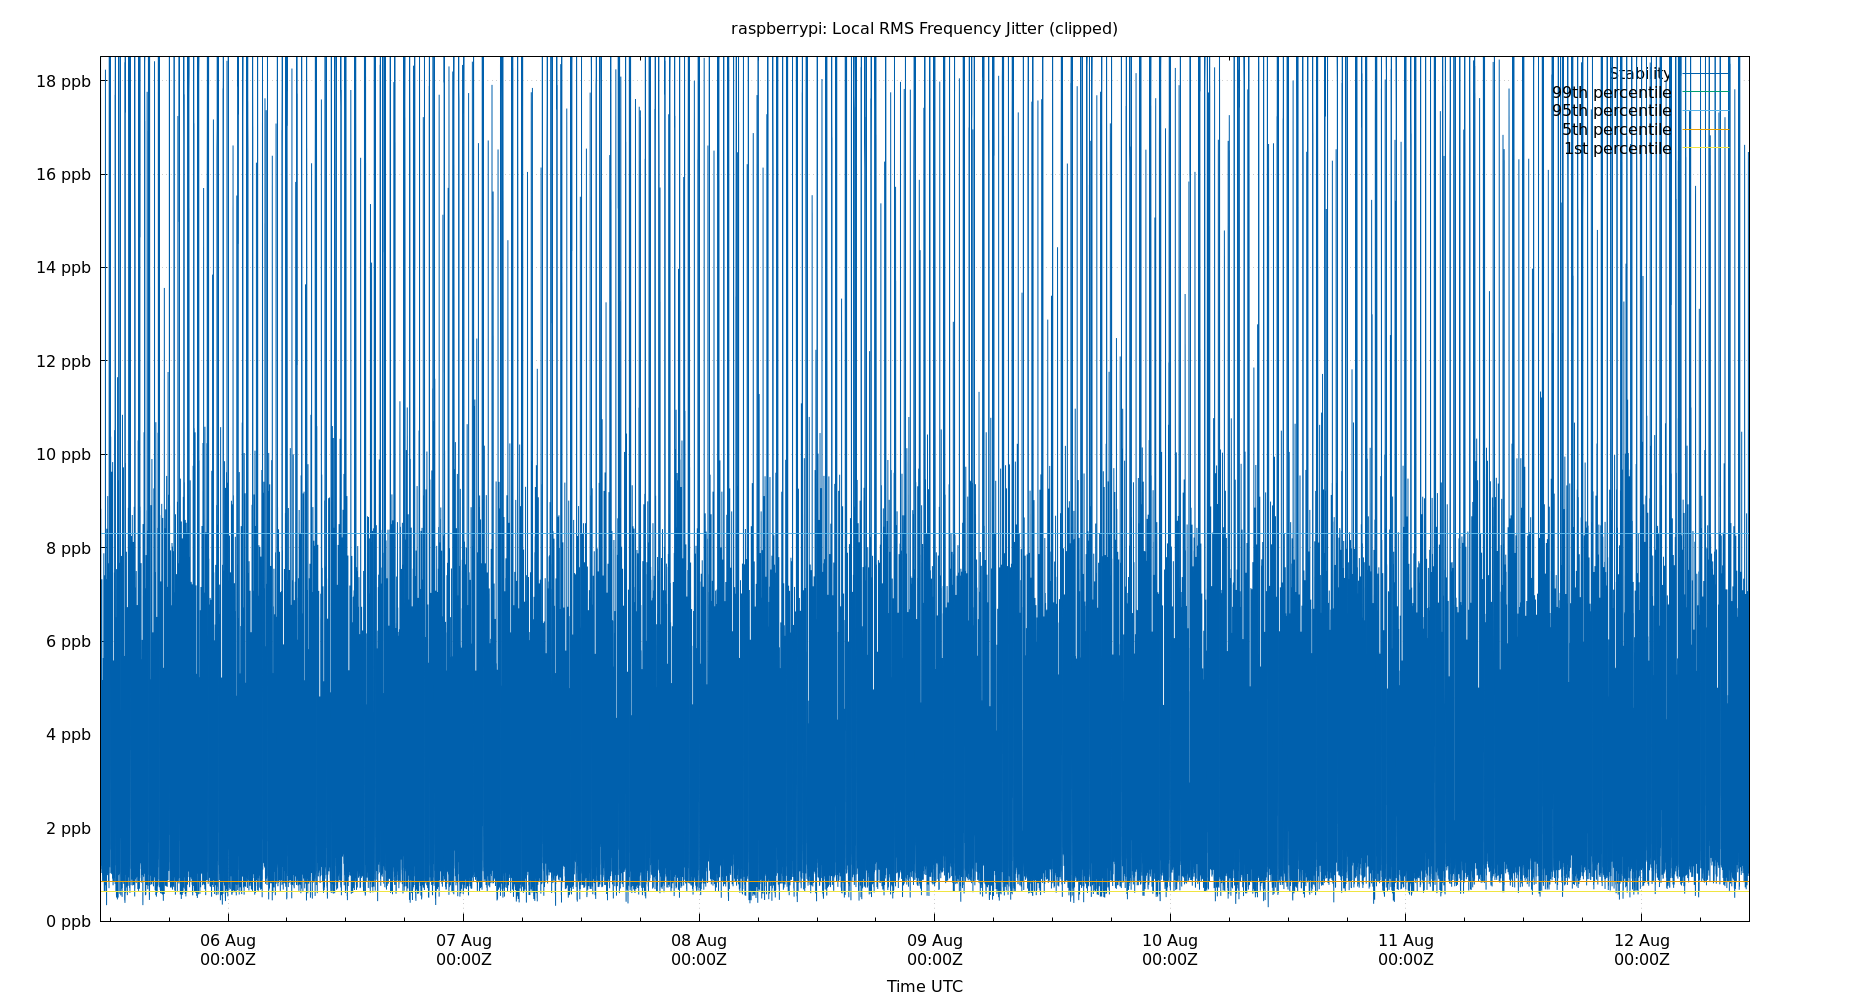 raspberrypi: Local RMS Frequency Jitter (clipped)
18 ppb
16 ppb
14 ppb
12 ppb
10 ppb
8 ppb
6 ppb
4 ppb
2 ppb
0 ppb
Stability
99th percentile
95th percentile
5th percentile
1st percentile
06 Aug
00:00Z
07 Aug
00:00Z
08 Aug
00:00Z
09 Aug
00:00Z
10 Aug
00:00Z
11 Aug
00:00Z
12 Aug
00:00Z
Time UTC